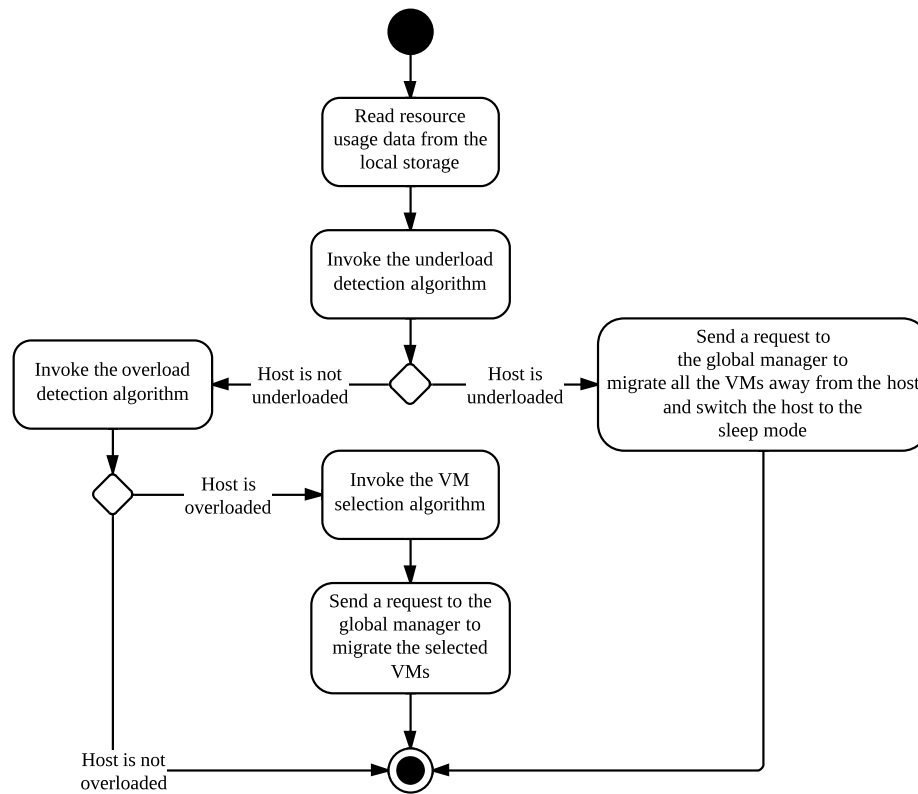 Read resource
usage data from the
local storage
Invoke the underload
detection algorithm
Send a request to
the global manager to
migrate all the VMs away from the host
and switch the host to the
sleep mode
Invoke the overload
detection algorithm
Host is not
underloaded
Host is
underloaded
Host is
overloaded
Invoke the VM
selection algorithm
Send a request to the
global manager to
migrate the selected
VMs
Host is not
overloaded